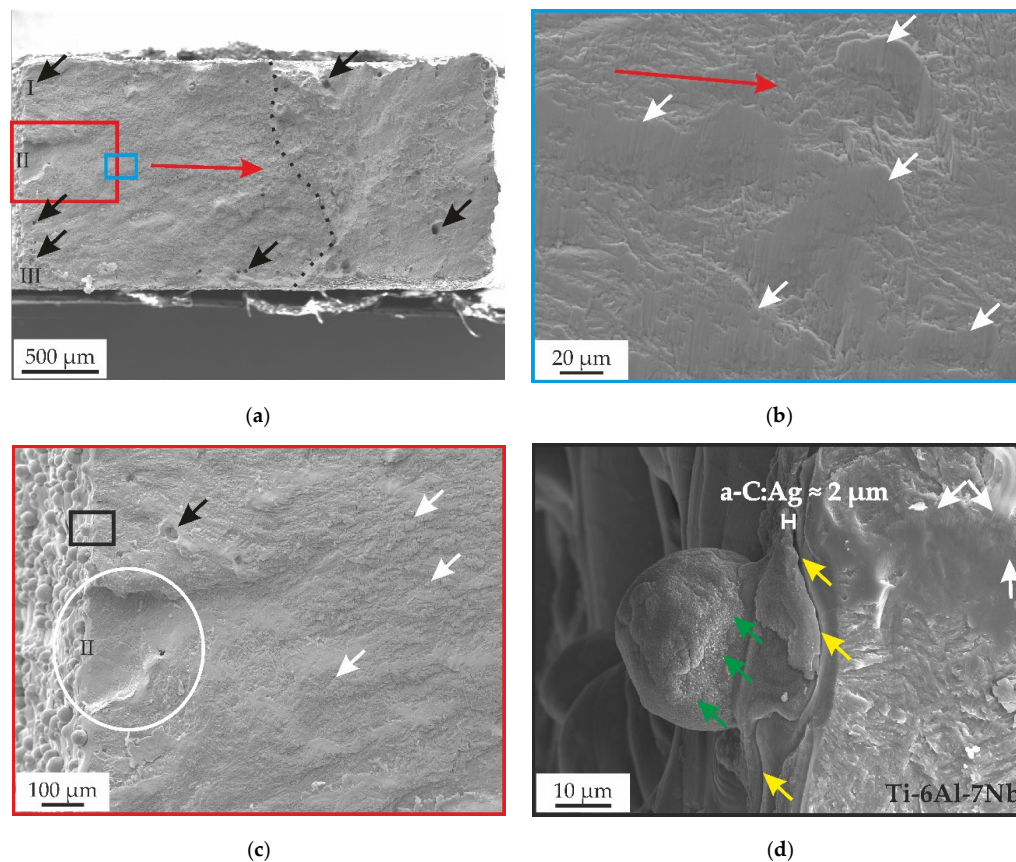 I
II
III
500 µm
20 µm
(a)
(b)
II
100 µm
a-C:Ag ≈ 2 µm
10 µm
Ti-6Al-7Nb
(c)
(d)